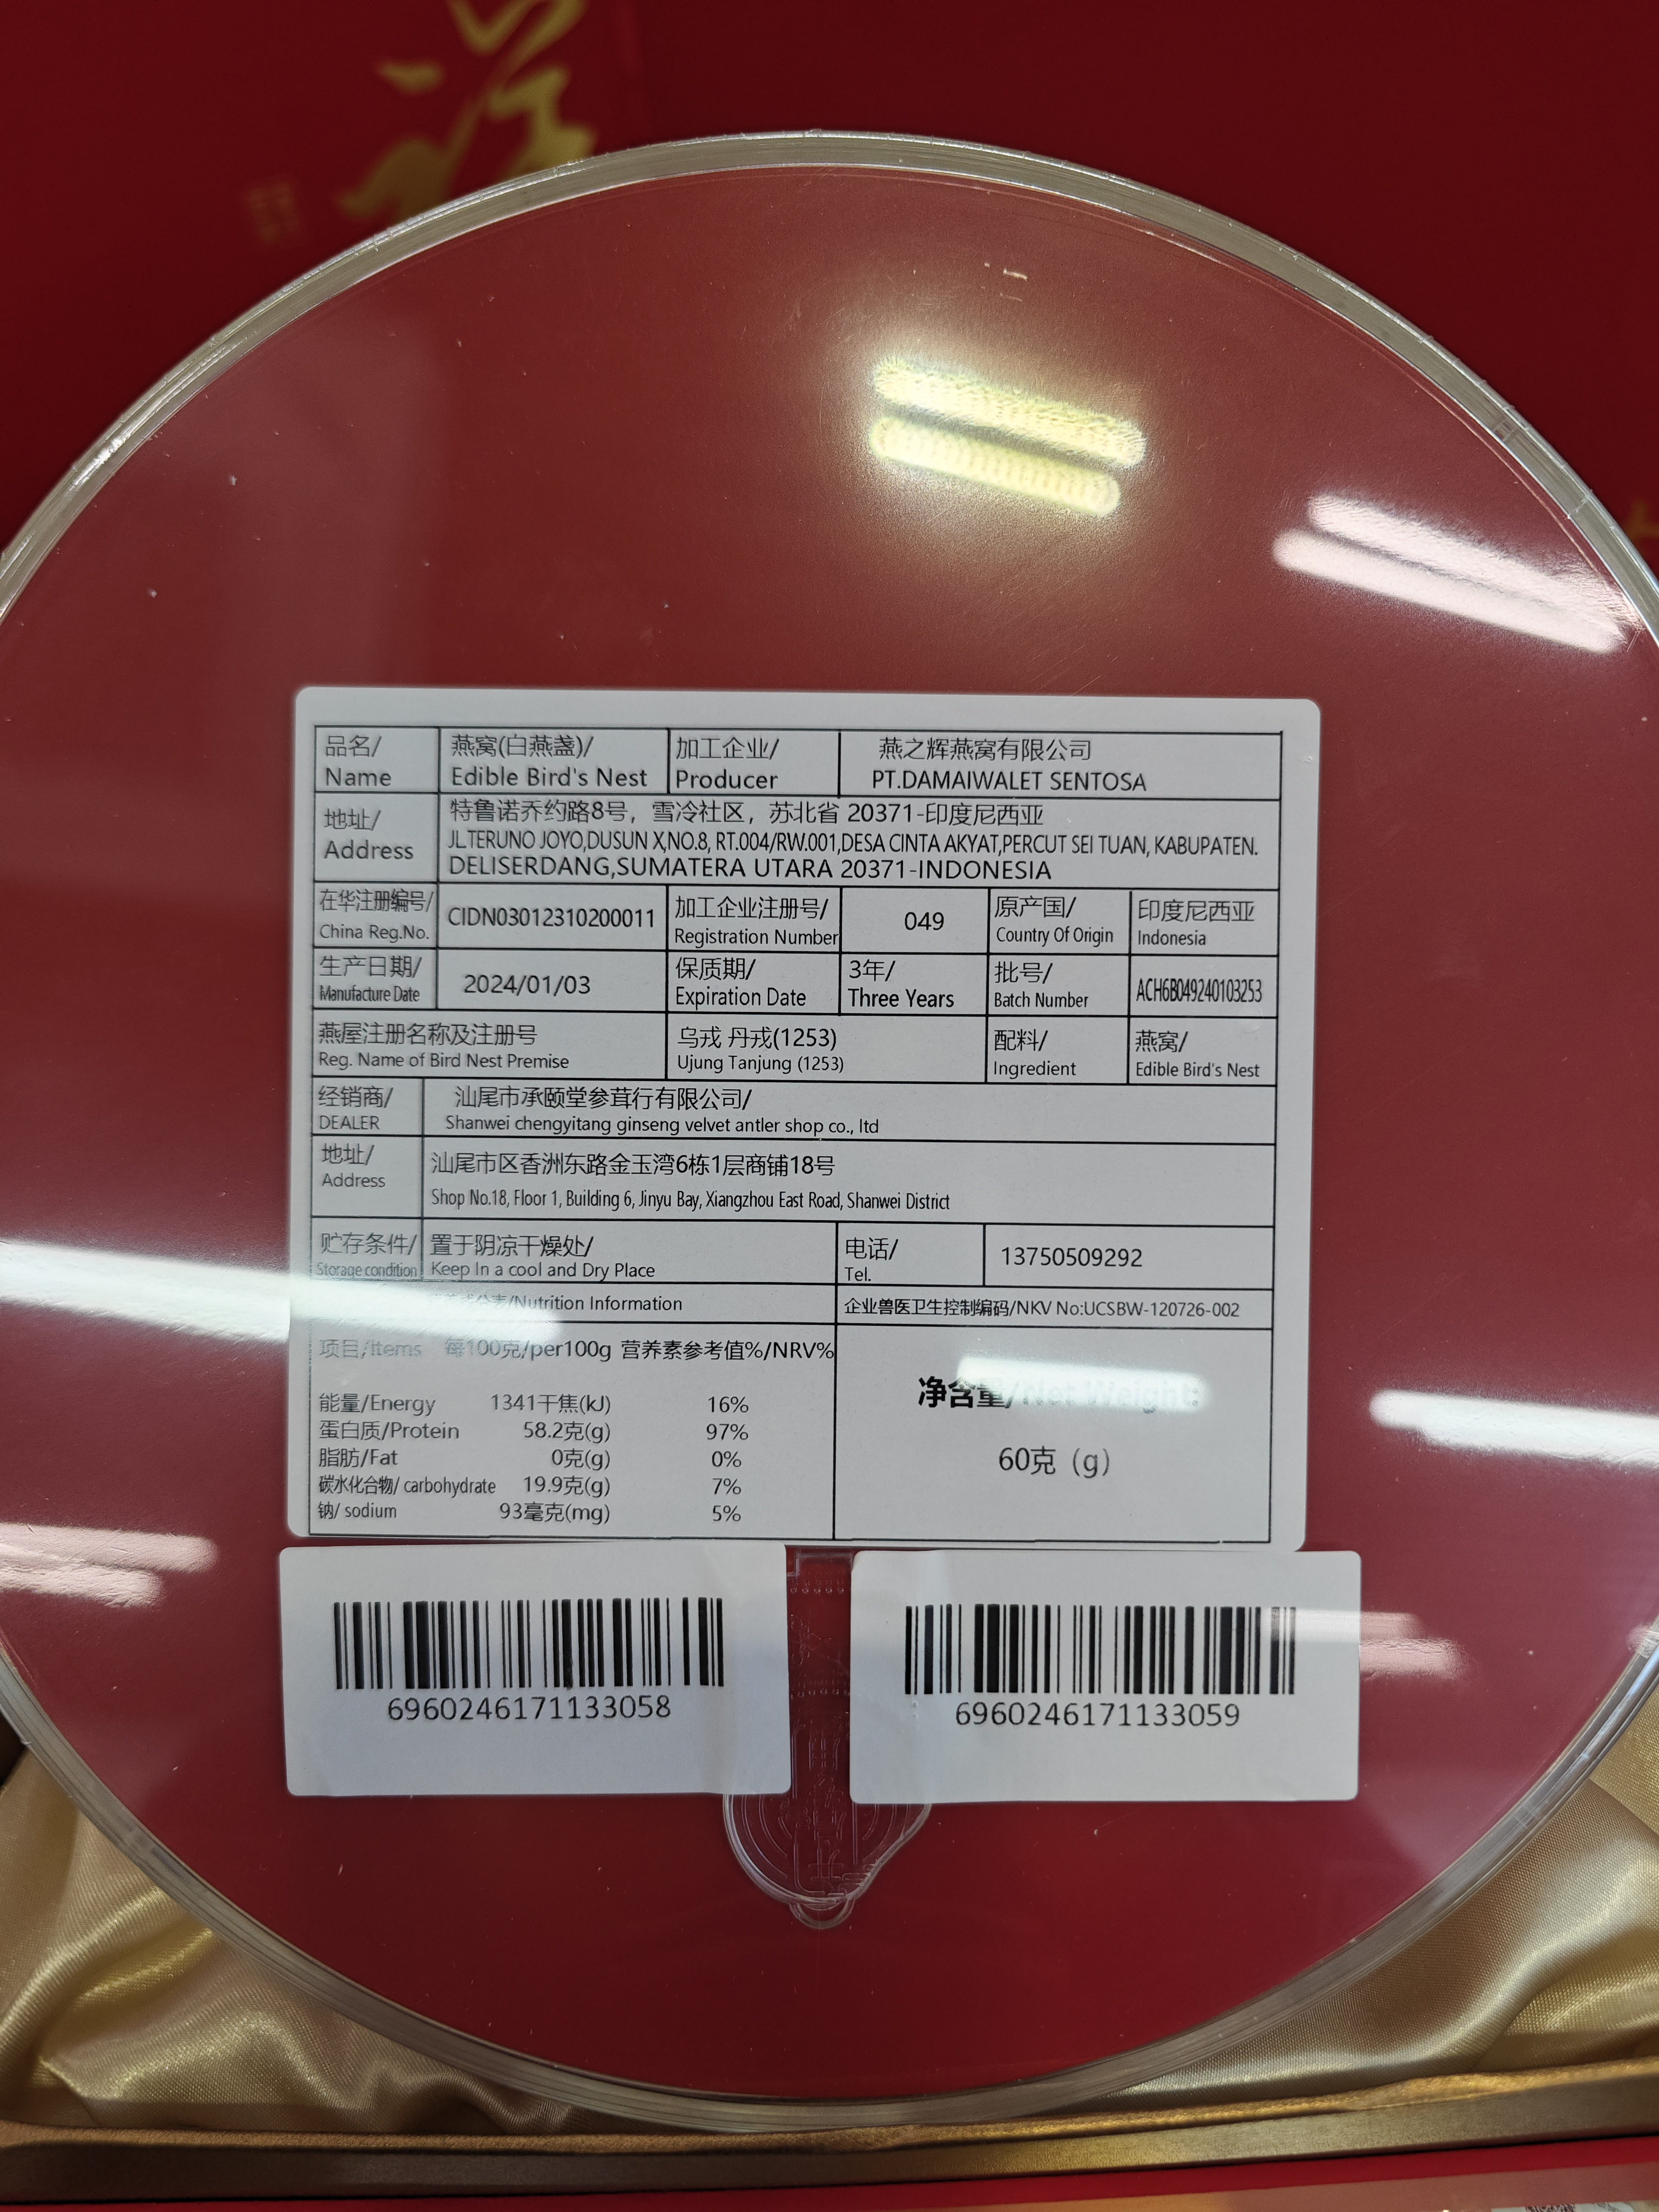 品名/ 燕窝(白燕盏)/ 加工企业/ 燕之辉燕窝有限公司
Name Edible Bird's Nest Producer PT.DAMAIWALET SENTOSA
地址/ 特鲁诺乔约路8号，雪冷社区，苏北省 20371-印度尼西亚
Address JL.TERUNO JOYO,DUSUN X,NO.8, RT.004/RW.001,DESA CINTA AKYAT,PERCUT SEI TUAN, KABUPATEN.
DELISERDANG,SUMATERA UTARA 20371-INDONESIA
在华注册编号/ CIDN03012310200011 加工企业注册号/ 049 原产国/ 印度尼西亚
China Reg.No. Registration Number Country Of Origin Indonesia
生产日期/ 2024/01/03 保质期/ 3年/ 批号/ ACH6B049240103253
Manufacture Date Expiration Date Three Years Batch Number
燕屋注册名称及注册号 乌戎 丹戎(1253) 配料/ 燕窝/
Reg. Name of Bird Nest Premise Ujung Tanjung (1253) Ingredient Edible Bird's Nest
经销商/ 汕尾市承颐堂参茸行有限公司/
DEALER Shanwei chengyitang ginseng velvet antler shop co., ltd
地址/ 汕尾市区香洲东路金玉湾6栋1层商铺18号
Address Shop No.18, Floor 1, Building 6, Jinyu Bay, Xiangzhou East Road, Shanwei District
贮存条件/ 置于阴凉干燥处/ 电话/ 13750509292
Storage condition Keep In a cool and Dry Place Tel.
/Nutrition Information 企业兽医卫生控制编码/NKV No:UCSBW-120726-002
项目/Items 每100克/per100g 营养素参考值%/NRV%
净含量/Net Weight:
能量/Energy 1341千焦(kJ) 16%
蛋白质/Protein 58.2克(g) 97%
脂肪/Fat 0克(g) 0%
60克 (g)
碳水化合物/ carbohydrate 19.9克(g) 7%
钠/ sodium 93毫克(mg) 5%
6960246171133058
6960246171133059